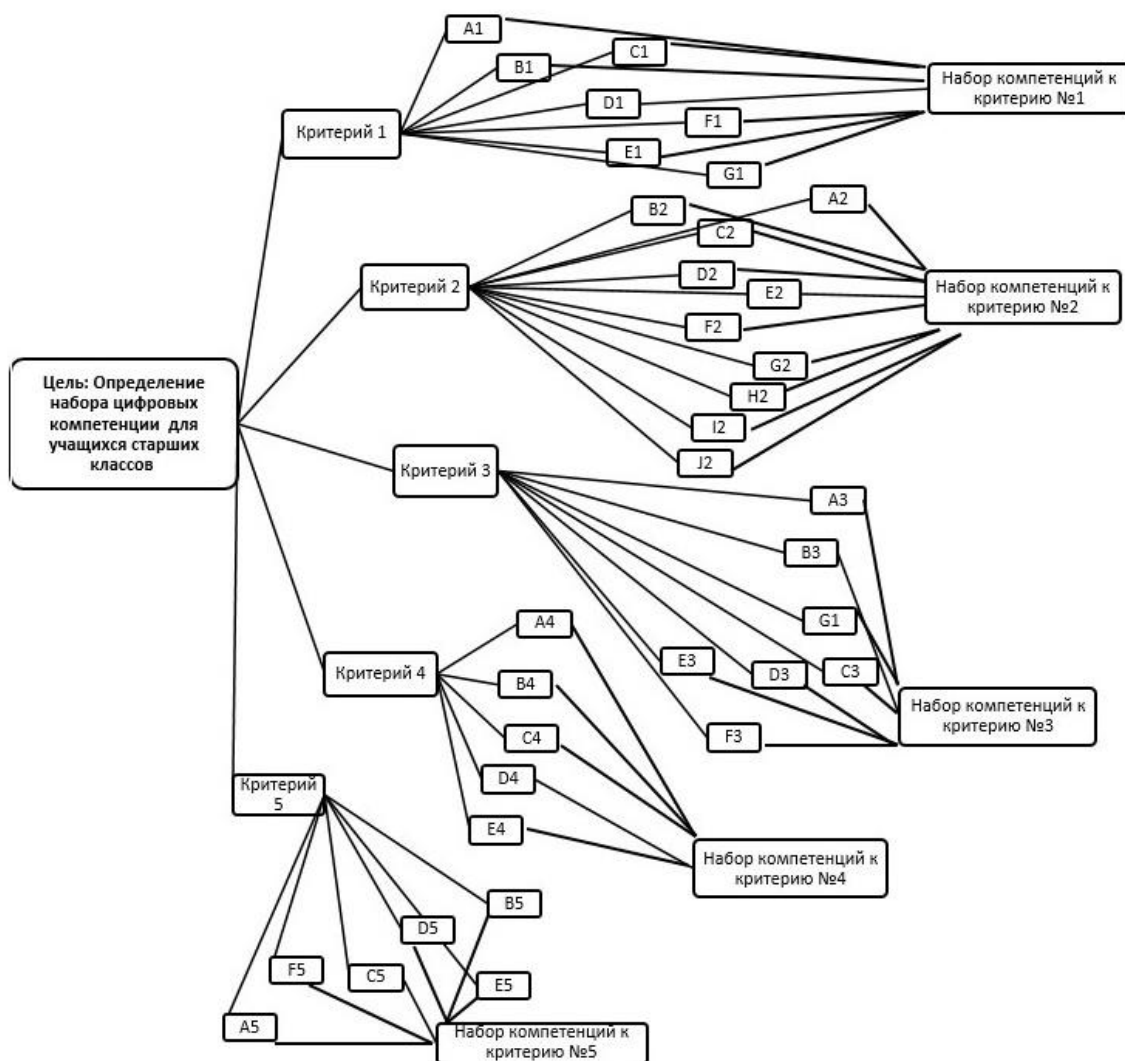 A1
C1
B1
Набор компетенций к
критерию №1
D1
Критерий 1
F1
E1
G1
A2
B2
C2
D2
Критерий 2
E2
Набор компетенций к
критерию №2
F2
G2
H2
I2
J2
Цель: Определение
набора цифровых
компетенции для
учащихся старших
классов
Критерий 3
A3
B3
G1
E3
D3
C3
F3
Набор компетенций к
критерию №3
A4
Критерий 4
B4
C4
D4
E4
Набор компетенций к
критерию №4
Критерий
5
B5
D5
F5
C5
E5
A5
Набор компетенций к
критерию №5